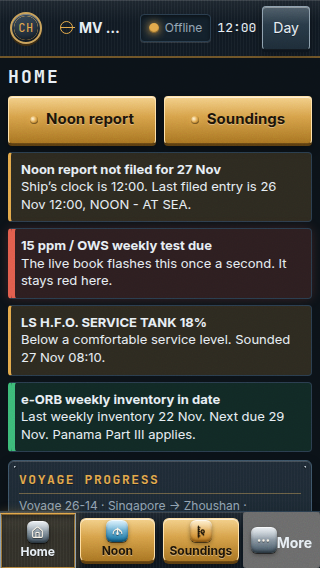 CH
MV ...
Offline
12:00
Day
HOME
Noon report
Soundings
Noon report not filed for 27 Nov
Ship's clock is 12:00. Last filed entry is 26
Nov 12:00, NOON - AT SEA.
15 ppm / OWS weekly test due
The live book flashes this once a second. It
stays red here.
LS H.F.O. SERVICE TANK 18%
Below a comfortable service level. Sounded
27 Nov 08:10.
e-ORB weekly inventory in date
Last weekly inventory 22 Nov. Next due 29
Nov. Panama Part III applies.
VOYAGE PROGRESS
Voyage 26-14 · Singapore → Zhoushan ·
Home
Noon
Soundings
More